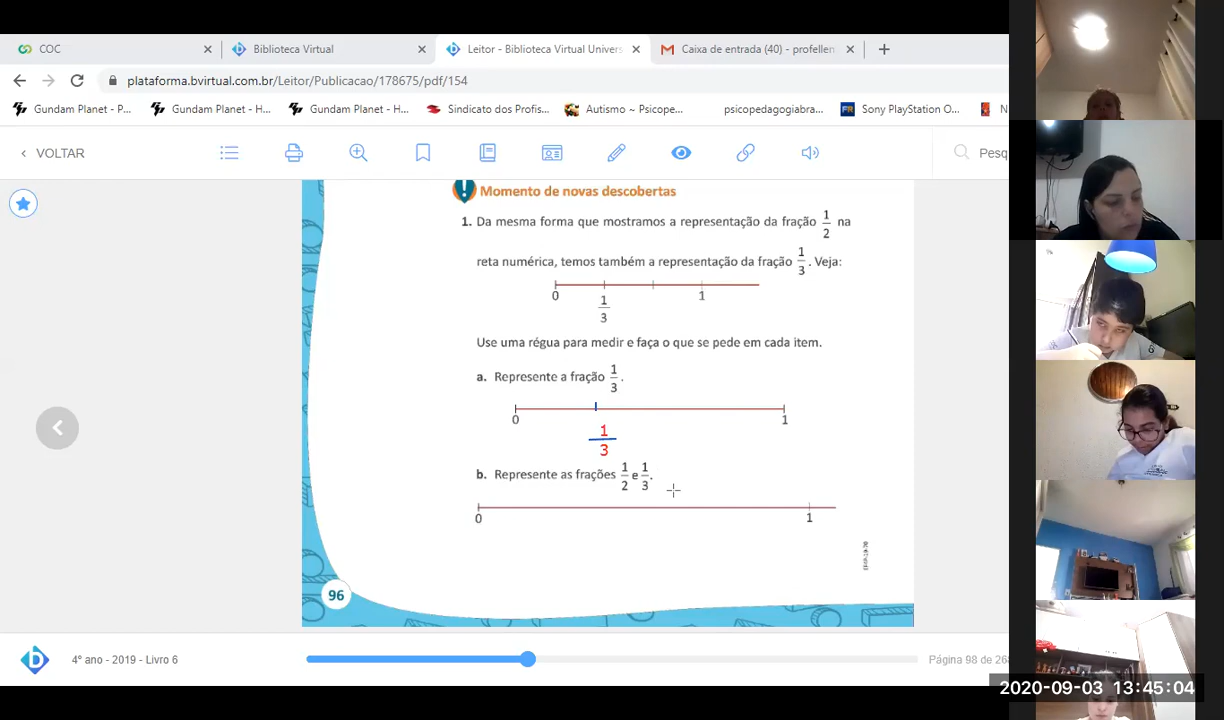 COC
Biblioteca Virtual
Leitor - Biblioteca Virtual Univers
Caixa de entrada (40) - profellen
plataforma.bvirtual.com.br/Leitor/Publicacao/178675/pdf/154
Gundam Planet - P...
Gundam Planet - H...
Gundam Planet - H...
Sindicato dos Profis...
Autismo ~ Psicope...
psicopedagogiabra...
Sony PlayStation O...
N
VOLTAR
Pesq
Momento de novas descobertas
1. Da mesma forma que mostramos a representação da fração 1/2 na
reta numérica, temos também a representação da fração 1/3. Veja:
0 1/3 1
Use uma régua para medir e faça o que se pede em cada item.
a. Represente a fração 1/3.
0 1
1/3
b. Represente as frações 1/2 e 1/3.
0 1
96
4º ano - 2019 - Livro 6
Página 98 de 268
2020-09-03 13:45:04